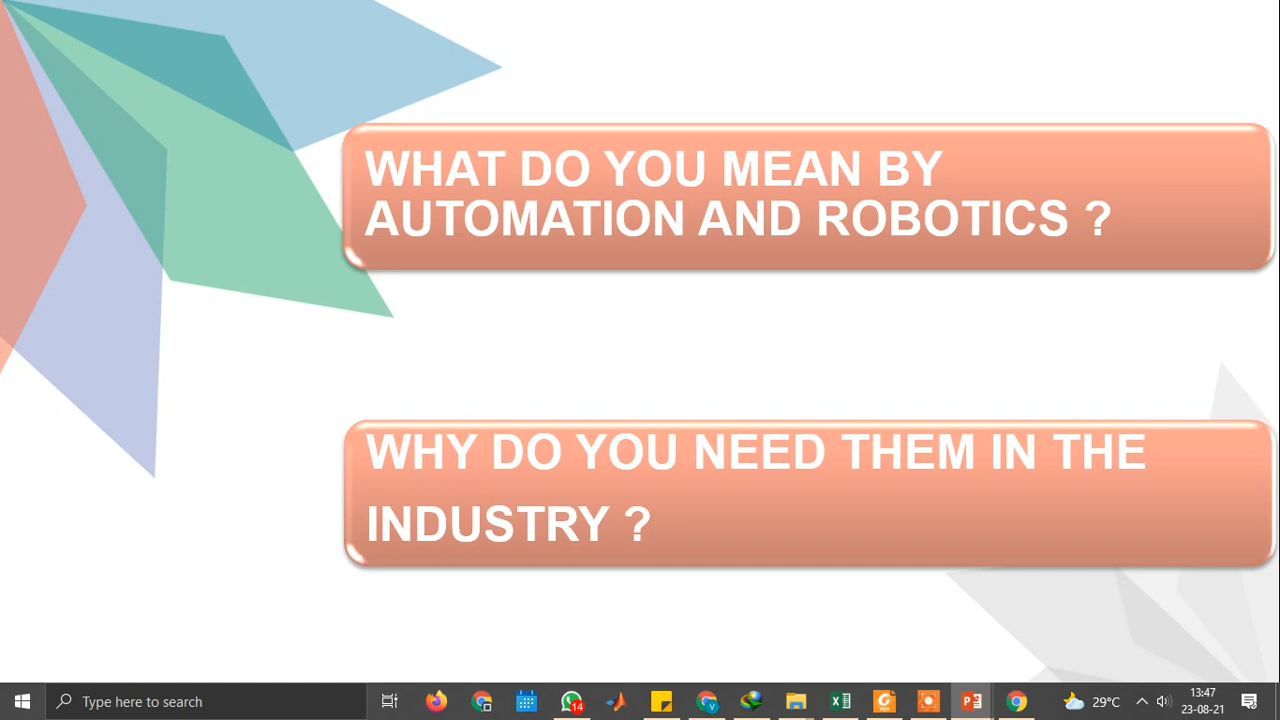 WHAT DO YOU MEAN BY
AUTOMATION AND ROBOTICS ?
WHY DO YOU NEED THEM IN THE
INDUSTRY ?
Type here to search
14
V
29°C
13:47
23-08-21